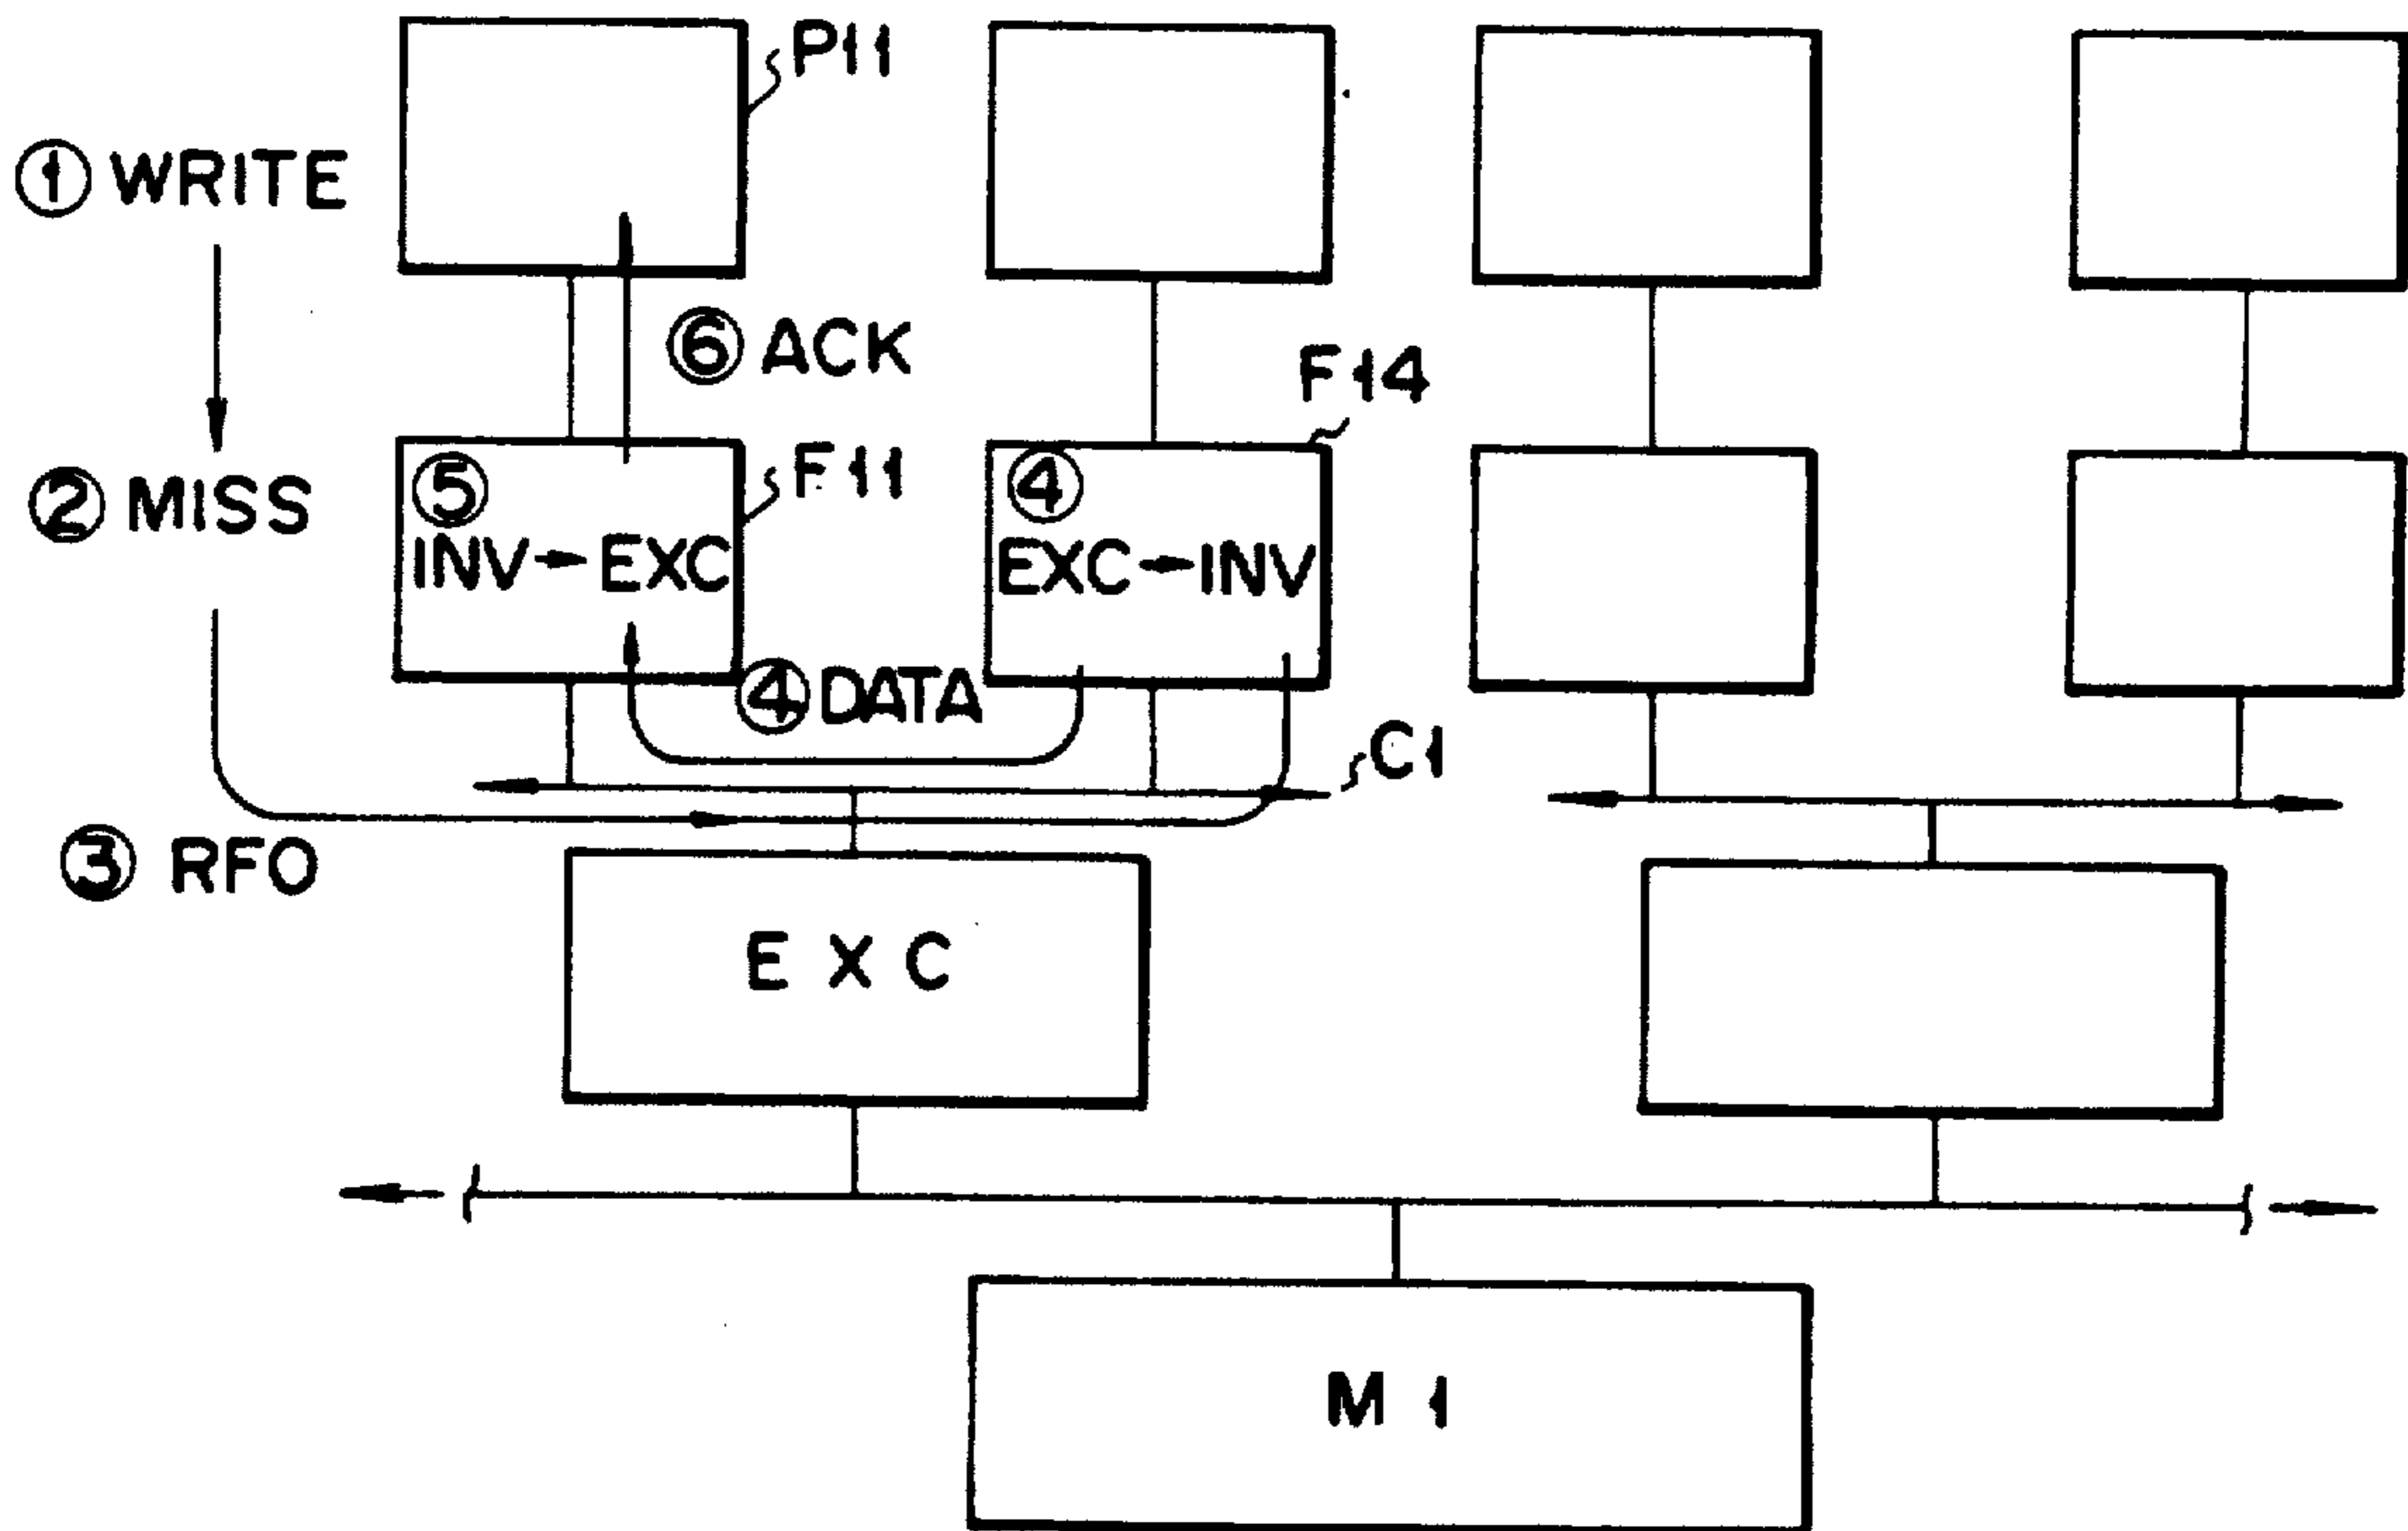 P11
① WRITE
⑥ ACK
F14
② MISS
⑤
F11
④
INV → EXC
EXC → INV
④ DATA
C1
③ RFO
EXC
M1